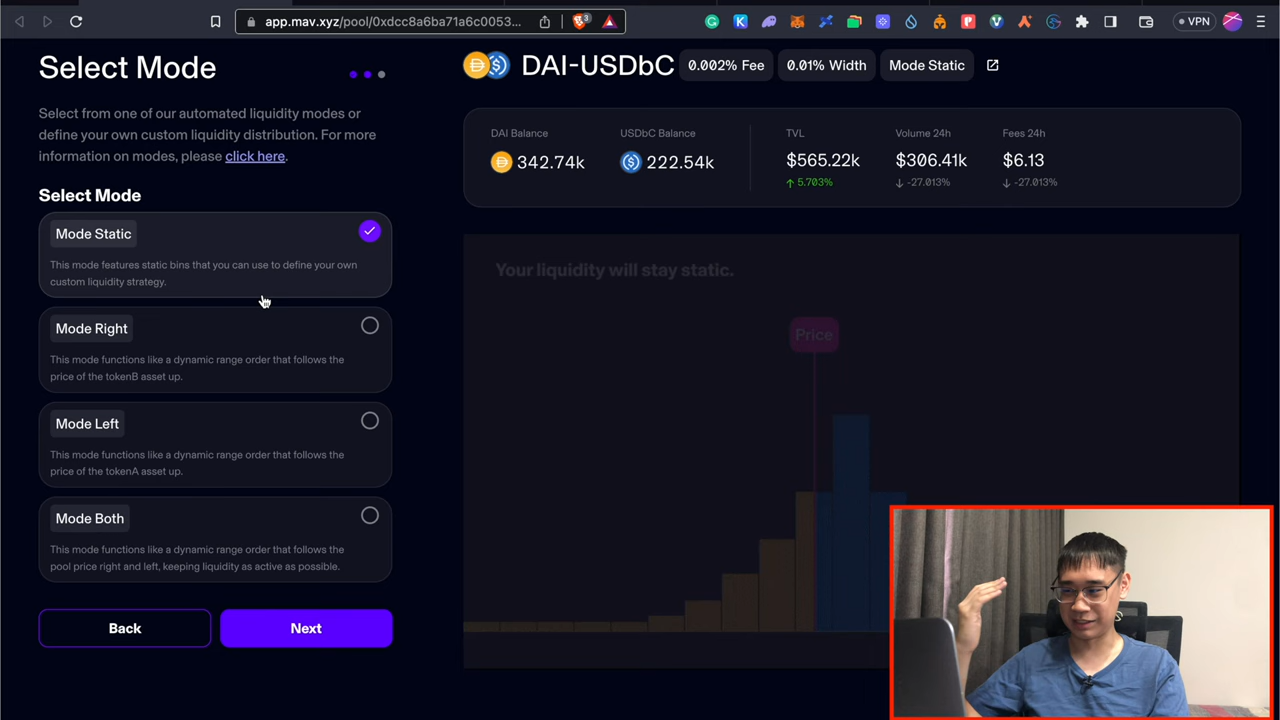 app.mav.xyz/pool/0xdcc8a6ba71a6c0053...
3
VPN
Select Mode
Select from one of our automated liquidity modes or
define your own custom liquidity distribution. For more
information on modes, please click here.
Select Mode
Mode Static
This mode features static bins that you can use to define your own
custom liquidity strategy.
Mode Right
This mode functions like a dynamic range order that follows the
price of the tokenB asset up.
Mode Left
This mode functions like a dynamic range order that follows the
price of the tokenA asset up.
Mode Both
This mode functions like a dynamic range order that follows the
pool price right and left, keeping liquidity as active as possible.
Back
Next
DAI-USDbC
0.002% Fee
0.01% Width
Mode Static
DAI Balance
342.74k
USDbC Balance
222.54k
TVL
$565.22k
↑ 5.703%
Volume 24h
$306.41k
↓ -27.013%
Fees 24h
$6.13
↓ -27.013%
Your liquidity will stay static.
Price